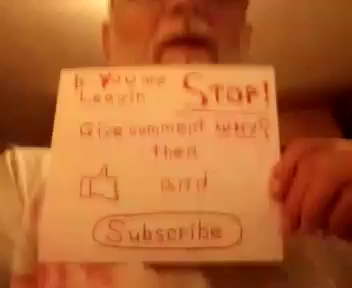 If You are
Leavin STOP!
Give comment why?
then
and
Subscribe